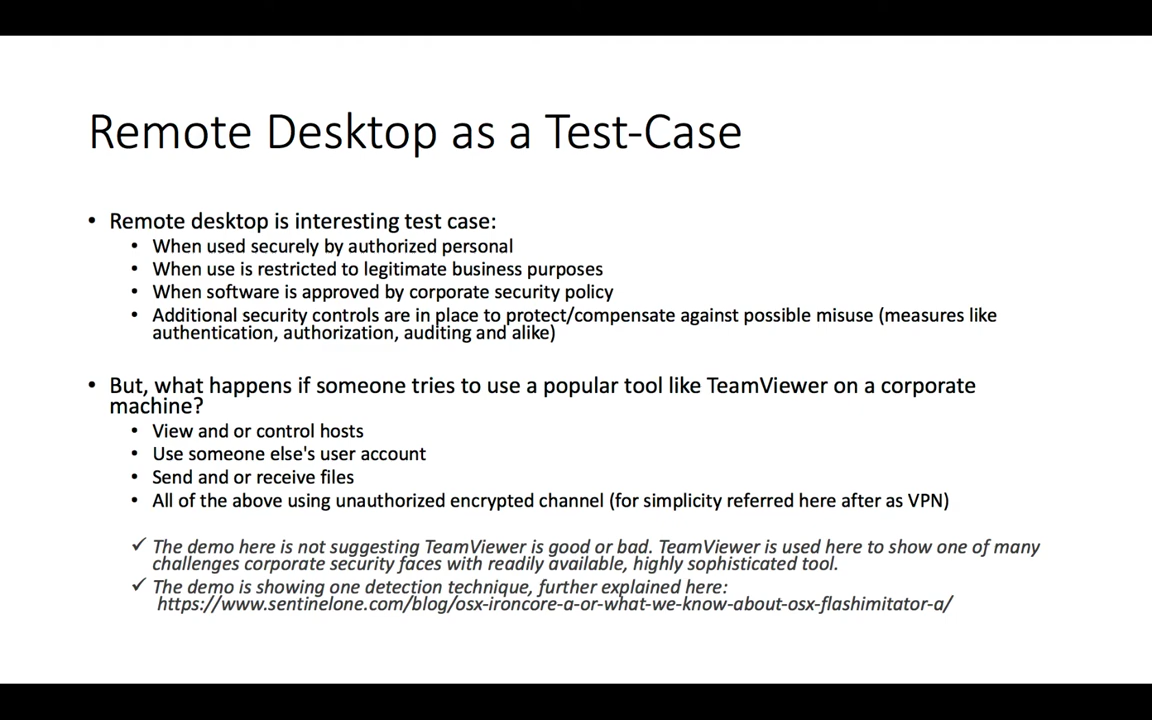 Remote Desktop as a Test-Case
• Remote desktop is interesting test case:
• When used securely by authorized personal
• When use is restricted to legitimate business purposes
• When software is approved by corporate security policy
• Additional security controls are in place to protect/compensate against possible misuse (measures like
authentication, authorization, auditing and alike)
• But, what happens if someone tries to use a popular tool like TeamViewer on a corporate
machine?
• View and or control hosts
• Use someone else's user account
• Send and or receive files
• All of the above using unauthorized encrypted channel (for simplicity referred here after as VPN)
✓ The demo here is not suggesting TeamViewer is good or bad. TeamViewer is used here to show one of many
challenges corporate security faces with readily available, highly sophisticated tool.
✓ The demo is showing one detection technique, further explained here:
https://www.sentinelone.com/blog/osx-ironcore-a-or-what-we-know-about-osx-flashimitator-a/